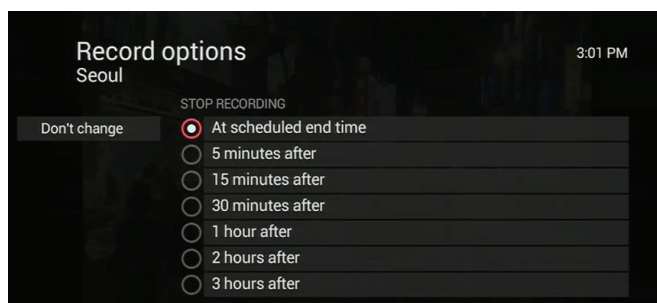 Record options
3:01 PM
Seoul
STOP RECORDING
Don't change
At scheduled end time
5 minutes after
15 minutes after
30 minutes after
1 hour after
2 hours after
3 hours after